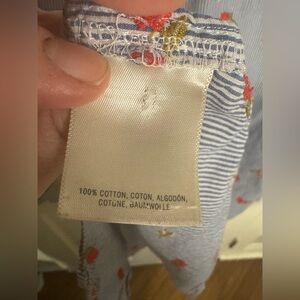 100% COTTON, COTON, ALGODÓN,
COTONE, BAUMWOLLE